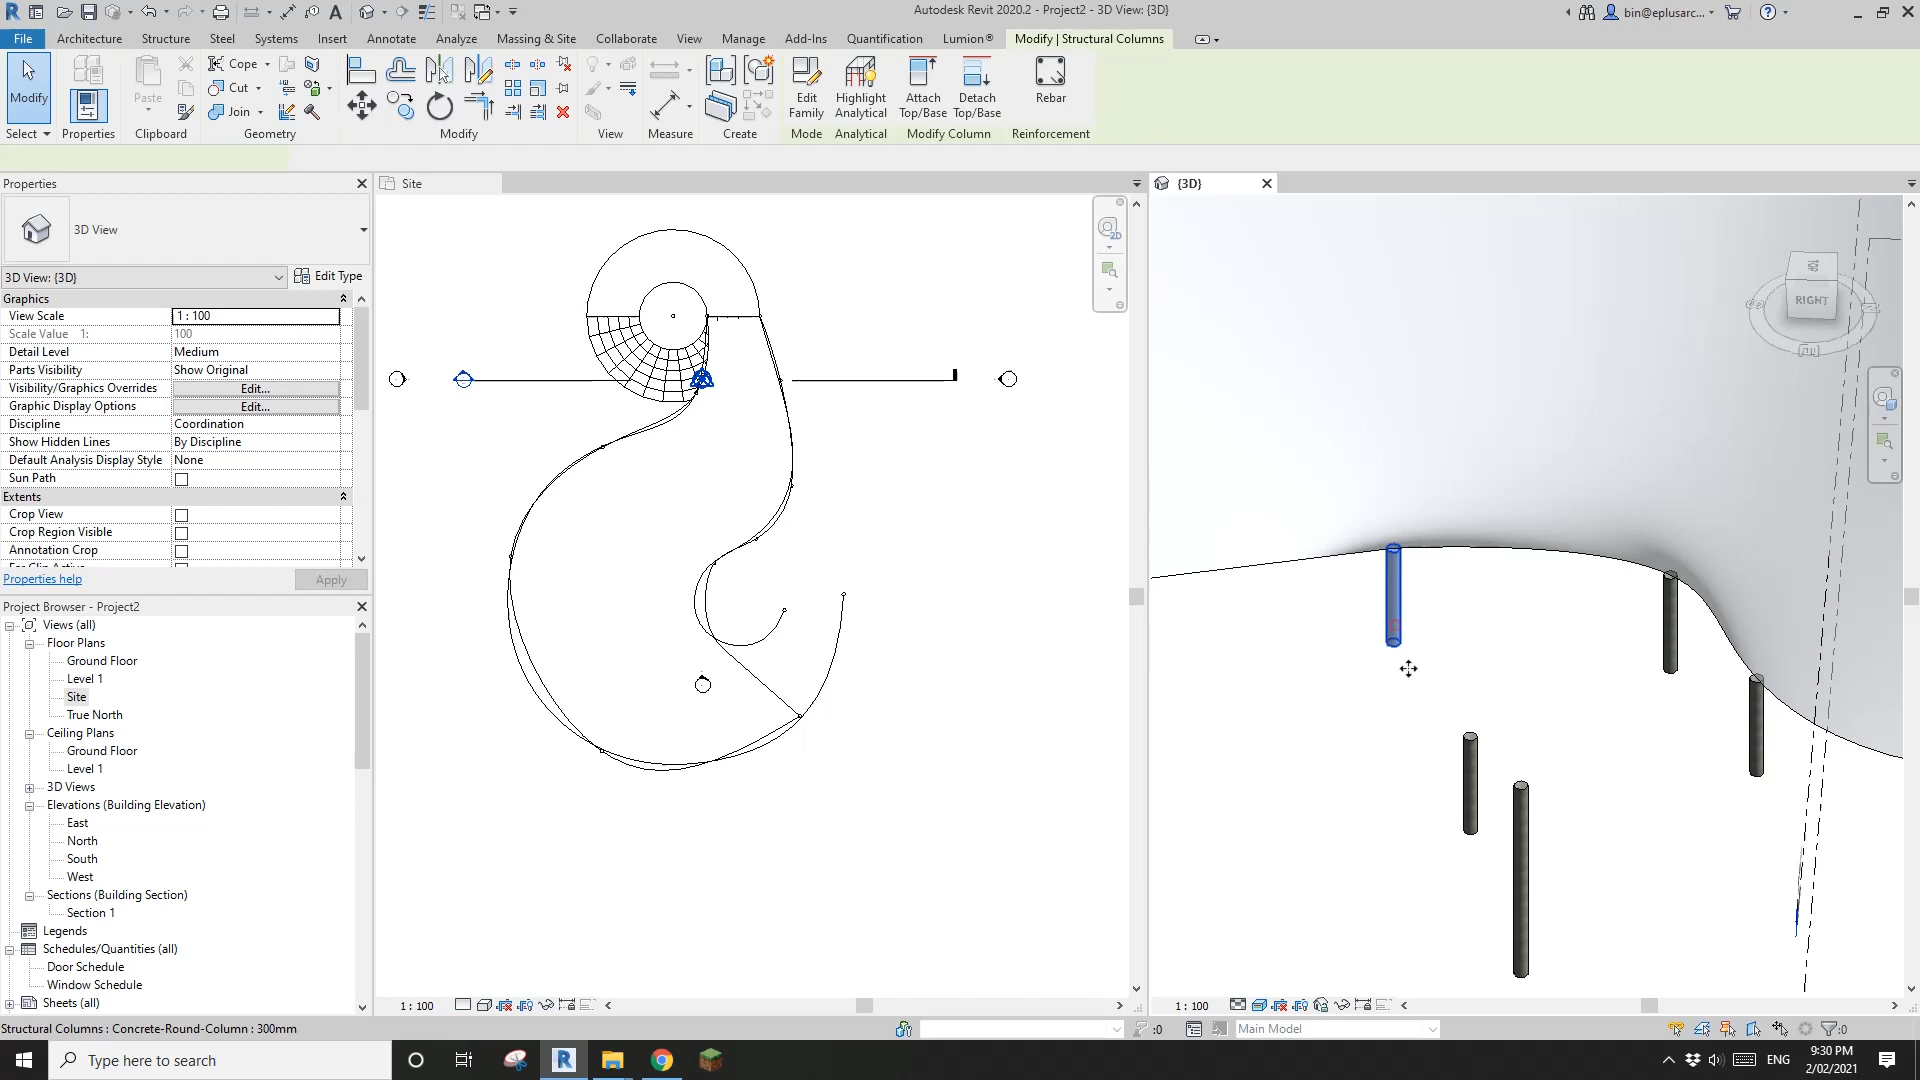 Autodesk Revit 2020.2 - Project2 - 3D View: {3D}
bin@eplusarc...
File Architecture Structure Steel Systems Insert Annotate Analyze Massing & Site Collaborate View Manage Add-Ins Quantification Lumion® Modify | Structural Columns
Modify
Paste
Cope
Cut
Join
Edit Family
Highlight Analytical
Attach Top/Base
Detach Top/Base
Rebar
Select Properties Clipboard Geometry Modify View Measure Create Mode Analytical Modify Column Reinforcement
Properties
3D View
3D View: {3D}
Edit Type
Graphics
View Scale 1 : 100
Scale Value 1: 100
Detail Level Medium
Parts Visibility Show Original
Visibility/Graphics Overrides Edit...
Graphic Display Options Edit...
Discipline Coordination
Show Hidden Lines By Discipline
Default Analysis Display Style None
Sun Path
Extents
Crop View
Crop Region Visible
Annotation Crop
Properties help
Apply
Project Browser - Project2
Views (all)
Floor Plans
Ground Floor
Level 1
Site
True North
Ceiling Plans
Ground Floor
Level 1
3D Views
Elevations (Building Elevation)
East
North
South
West
Sections (Building Section)
Section 1
Legends
Schedules/Quantities (all)
Door Schedule
Window Schedule
Sheets (all)
Site
2D
1 : 100
{3D}
TOP
RIGHT
1 : 100
Structural Columns : Concrete-Round-Column : 300mm
:0
Main Model
:0
Type here to search
ENG
9:30 PM
2/02/2021